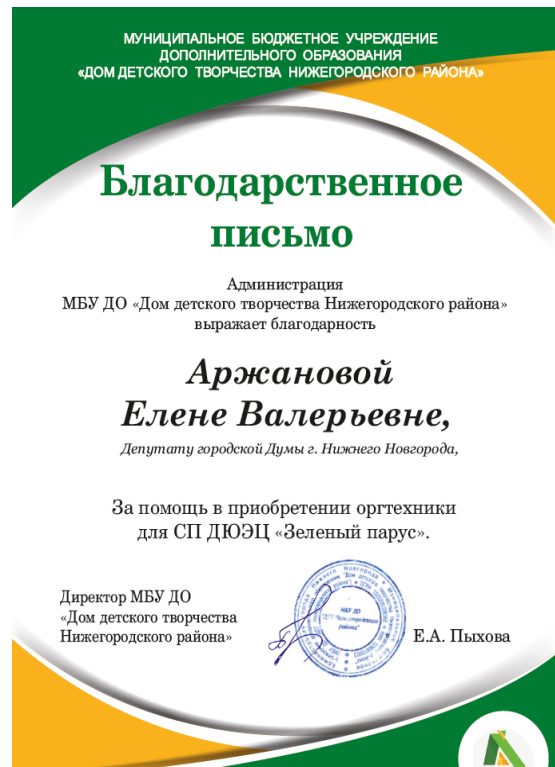 МУНИЦИПАЛЬНОЕ БЮДЖЕТНОЕ УЧРЕЖДЕНИЕ
ДОПОЛНИТЕЛЬНОГО ОБРАЗОВАНИЯ
«ДОМ ДЕТСКОГО ТВОРЧЕСТВА НИЖЕГОРОДСКОГО РАЙОНА»
Благодарственное
письмо
Администрация
МБУ ДО «Дом детского творчества Нижегородского района»
выражает благодарность
Аржановой
Елене Валерьевне,
Депутату городской Думы г. Нижнего Новгорода,
За помощь в приобретении оргтехники
для СП ДЮЭЦ «Зеленый парус».
Директор МБУ ДО
«Дом детского творчества
Нижегородского района»
Е.А. Пыхова